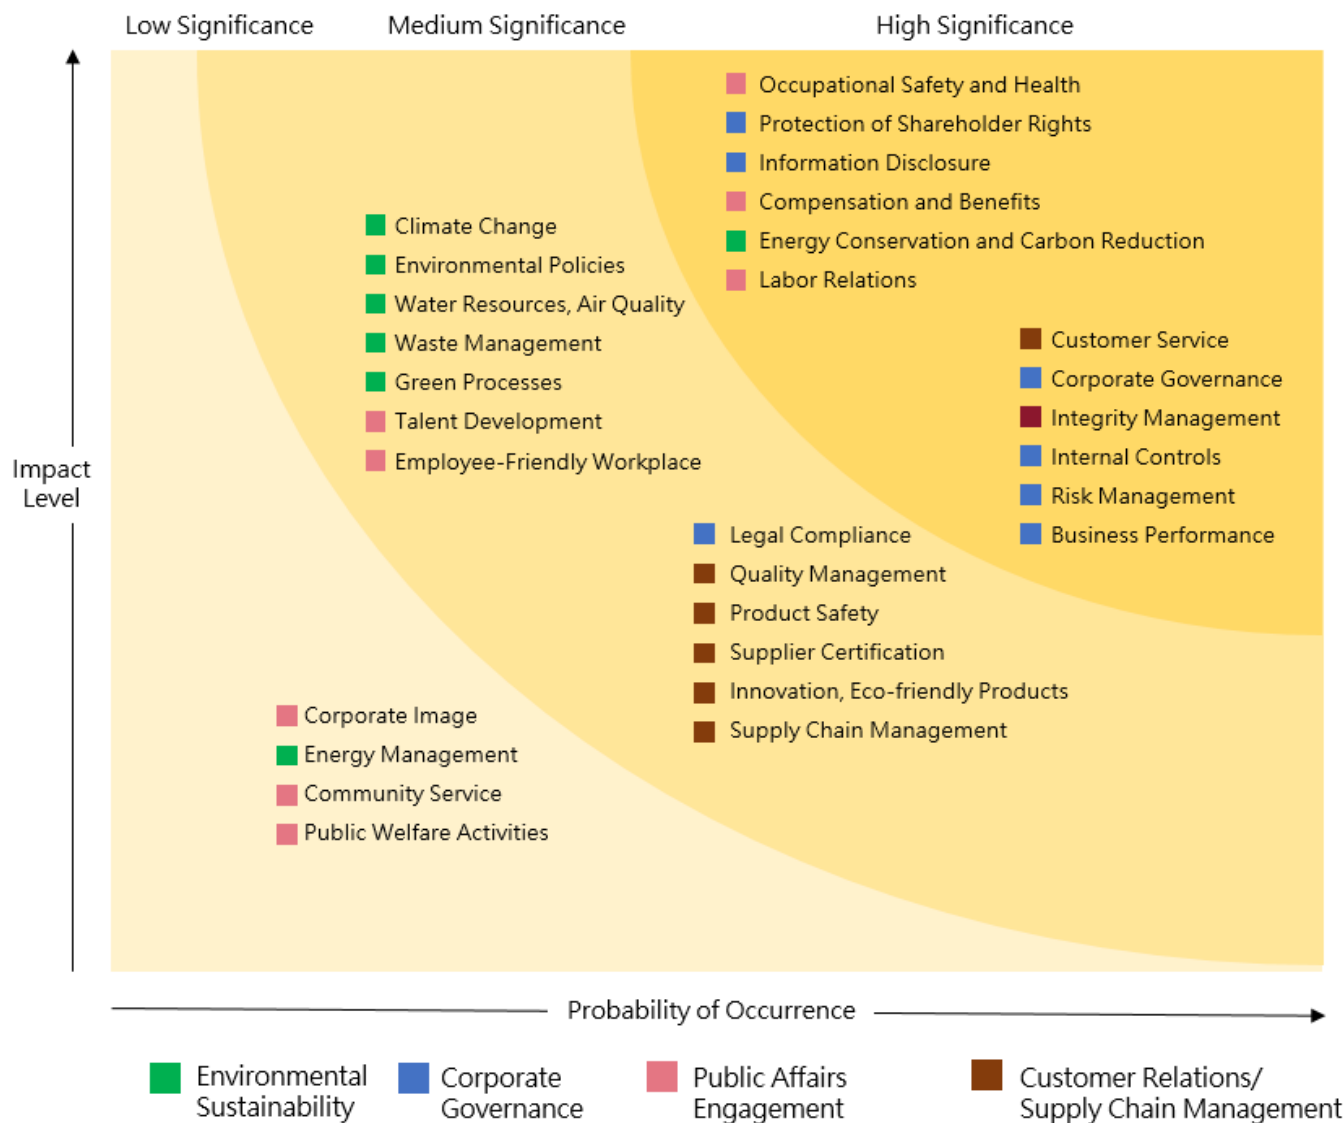 Low Significance
Medium Significance
High Significance
Occupational Safety and Health
Protection of Shareholder Rights
Information Disclosure
Compensation and Benefits
Energy Conservation and Carbon Reduction
Labor Relations
Climate Change
Environmental Policies
Water Resources, Air Quality
Waste Management
Green Processes
Talent Development
Employee-Friendly Workplace
Customer Service
Corporate Governance
Integrity Management
Internal Controls
Risk Management
Business Performance
Impact
Level
Legal Compliance
Quality Management
Product Safety
Supplier Certification
Innovation, Eco-friendly Products
Supply Chain Management
Corporate Image
Energy Management
Community Service
Public Welfare Activities
Probability of Occurrence
Environmental
Sustainability
Corporate
Governance
Public Affairs
Engagement
Customer Relations/
Supply Chain Management